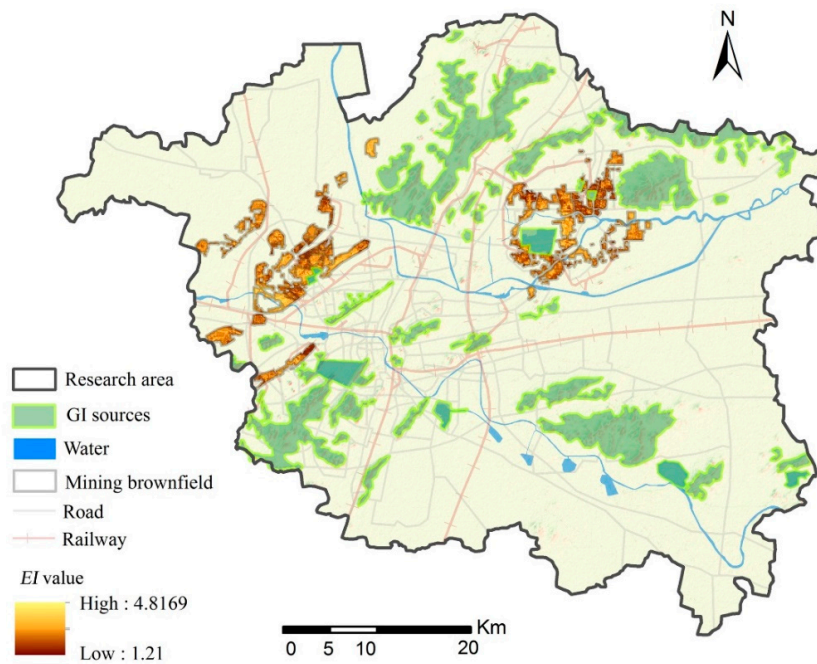 N
Research area
GI sources
Water
Mining brownfield
Road
Railway
EI value
High : 4.8169
Low : 1.21
Km
0 5 10 20